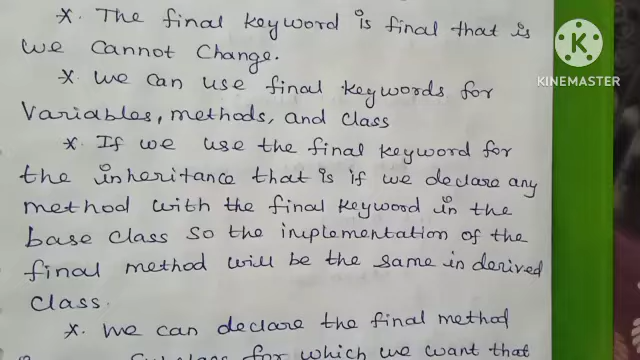 *. The final keyword is final that is
we cannot change.
*. We can use final keywords for
variables, methods, and class
*. If we use the final keyword for
the inheritance that is if we declare any
method with the final keyword in the
base class so the implementation of the
final method will be the same in derived
class.
*. We can declare the final method
for which we want that
K
KINEMASTER